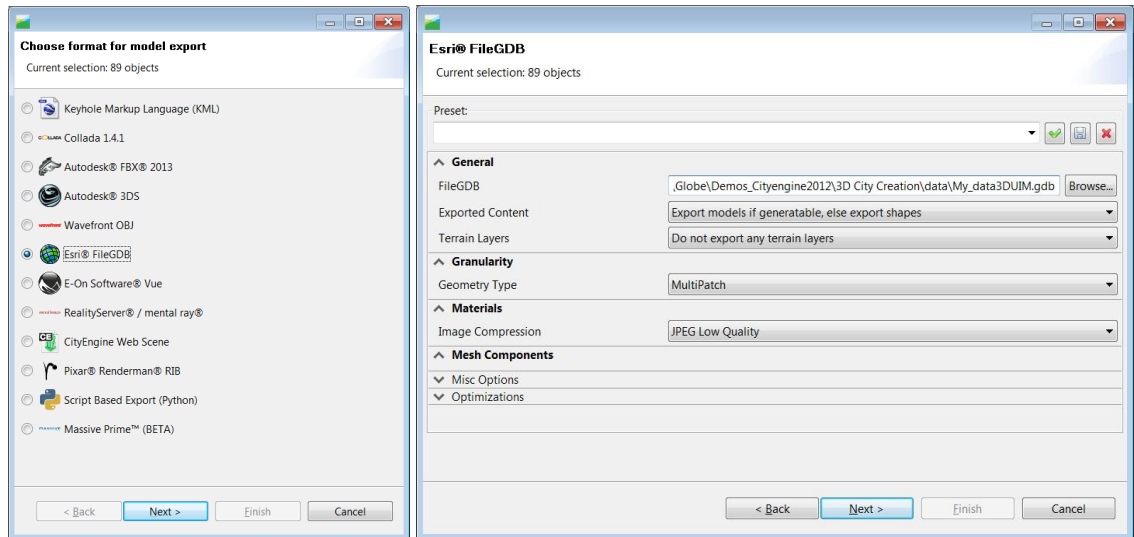 Choose format for model export
Current selection: 89 objects
Keyhole Markup Language (KML)
COLLADA Collada 1.4.1
Autodesk® FBX® 2013
Autodesk® 3DS
wavefront Wavefront OBJ
Esri® FileGDB
E-On Software® Vue
RealityServer® / mental ray®
CE CityEngine Web Scene
Pixar® Renderman® RIB
Script Based Export (Python)
Massive Prime™ (BETA)
< Back Next > Finish Cancel
Esri® FileGDB
Current selection: 89 objects
Preset:
General
FileGDB ,Globe\Demos_Cityengine2012\3D City Creation\data\My_data3DUIM.gdb Browse...
Exported Content Export models if generatable, else export shapes
Terrain Layers Do not export any terrain layers
Granularity
Geometry Type MultiPatch
Materials
Image Compression JPEG Low Quality
Mesh Components
Misc Options
Optimizations
< Back Next > Finish Cancel